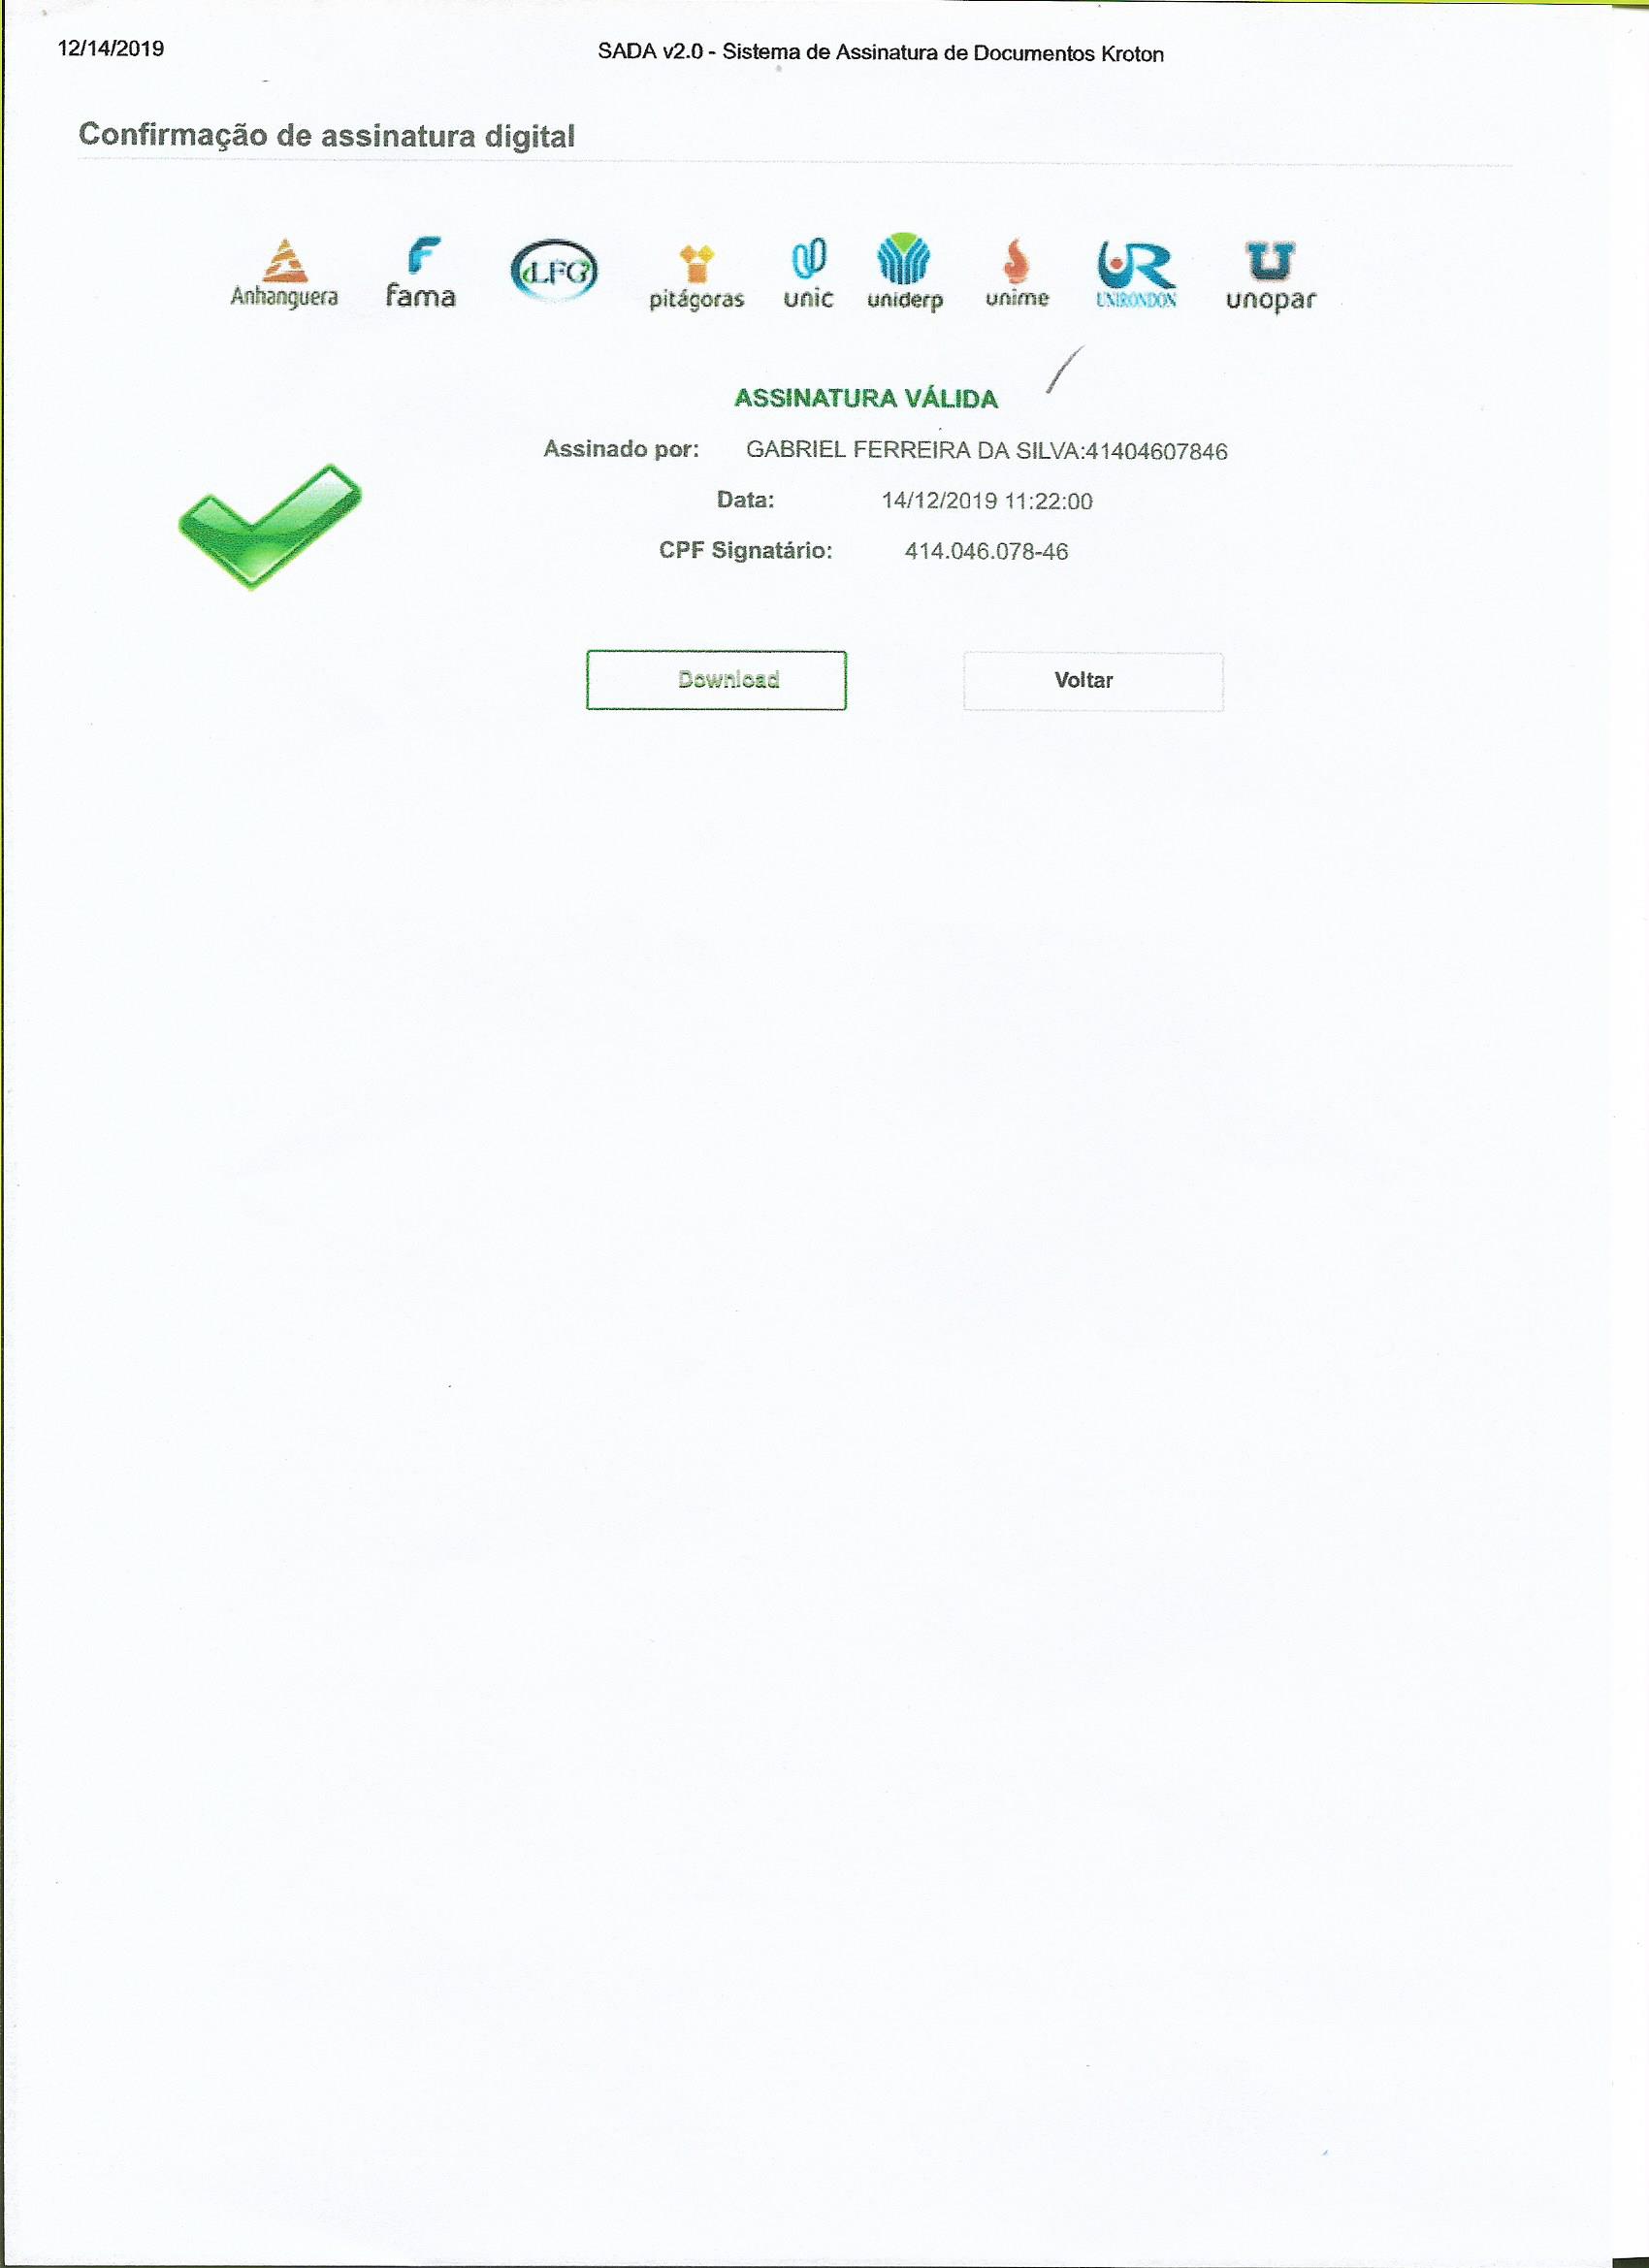 12/14/2019 SADA v2.0 - Sistema de Assinatura de Documentos Kroton
Confirmação de assinatura digital
Anhanguera fama LFG pitágoras unic uniderp unime UR UNIRONDON unopar
ASSINATURA VÁLIDA
Assinado por: GABRIEL FERREIRA DA SILVA:41404607846
Data: 14/12/2019 11:22:00
CPF Signatário: 414.046.078-46
Download Voltar